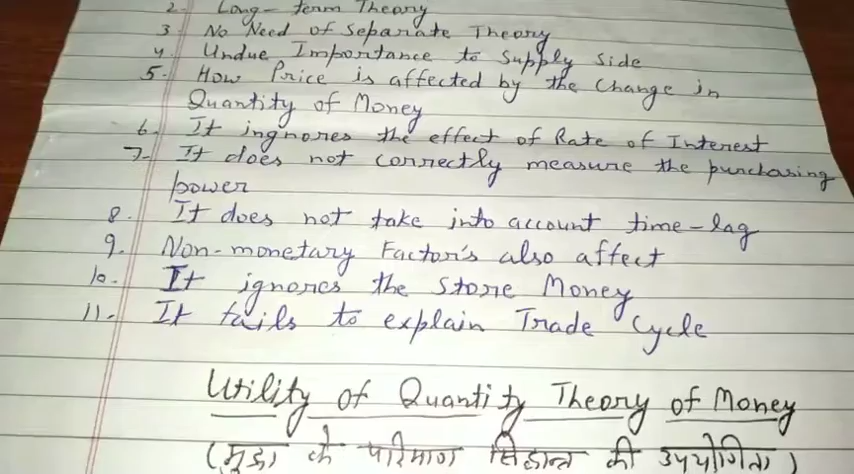 2. Long-term Theory
3 No Need of Separate Theory
4. Undue Importance to Supply Side
5. How Price is affected by the Change in
Quantity of Money
6. It ingnores the effect of Rate of Interest
7. It does not correctly measure the purchasing
power
8. It does not take into account time-lag
9. Non-monetary Factor's also affect
10. It ignores the Store Money
11. It fails to explain Trade Cycle
Utility of Quantity Theory of Money
(मुद्रा के परिमाण सिद्धान्त की उपयोगिता)